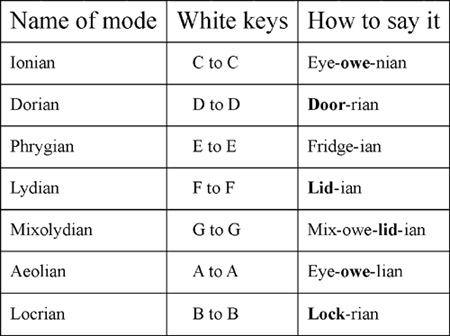 Name of mode White keys How to say it
Ionian C to C Eye-owe-nian
Dorian D to D Door-rian
Phrygian E to E Fridge-ian
Lydian F to F Lid-ian
Mixolydian G to G Mix-owe-lid-ian
Aeolian A to A Eye-owe-lian
Locrian B to B Lock-rian